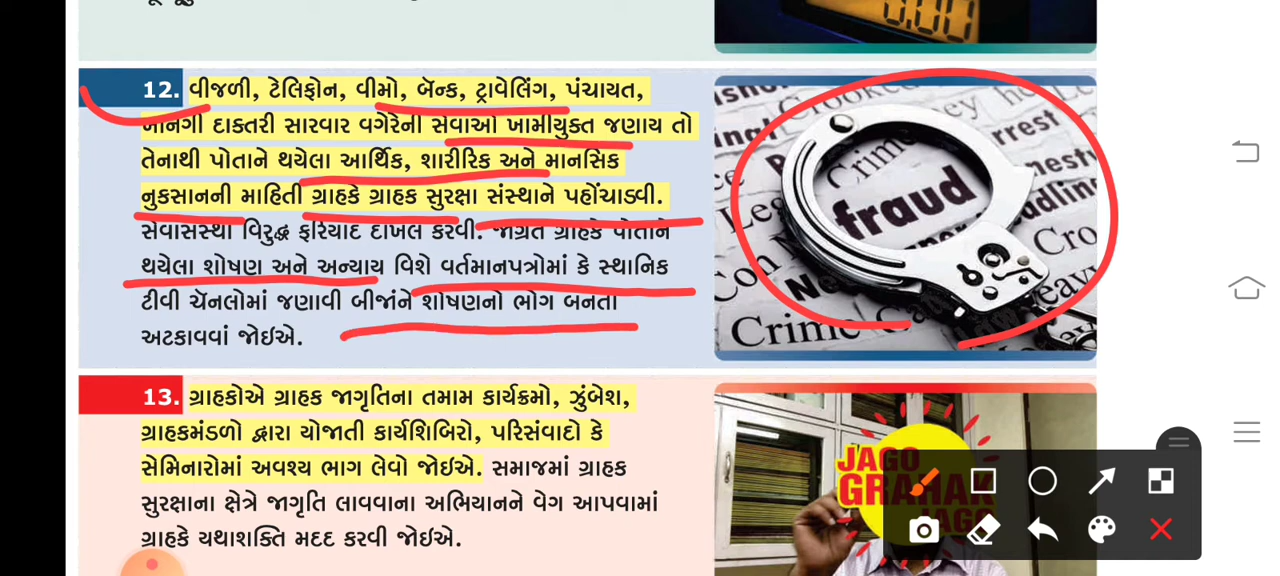 12. વીજળી, ટેલિફોન, વીમો, બૅન્ક, ટ્રાવેલિંગ, પંચાયત,
ખાનગી દાક્તરી સારવાર વગેરેની સેવાઓ ખામીયુક્ત જણાય તો
તેનાથી પોતાને થયેલા આર્થિક, શારીરિક અને માનસિક
નુકસાનની માહિતી ગ્રાહકે ગ્રાહક સુરક્ષા સંસ્થાને પહોંચાડવી.
સેવાસંસ્થા વિરુદ્ધ ફરિયાદ દાખલ કરવી. જાગ્રત ગ્રાહકે પોતાને
થયેલા શોષણ અને અન્યાય વિશે વર્તમાનપત્રોમાં કે સ્થાનિક
ટીવી ચૅનલોમાં જણાવી બીજાંને શોષણનો ભોગ બનતા
અટકાવવાં જોઇએ.
fraud
Crime
13. ગ્રાહકોએ ગ્રાહક જાગૃતિના તમામ કાર્યક્રમો, ઝુંબેશ,
ગ્રાહકમંડળો દ્વારા યોજાતી કાર્યશિબિરો, પરિસંવાદો કે
સેમિનારોમાં અવશ્ય ભાગ લેવો જોઇએ. સમાજમાં ગ્રાહક
સુરક્ષાના ક્ષેત્રે જાગૃતિ લાવવાના અભિયાનને વેગ આપવામાં
ગ્રાહકે યથાશક્તિ મદદ કરવી જોઈએ.
JAGO
GRAHAK
JAGO